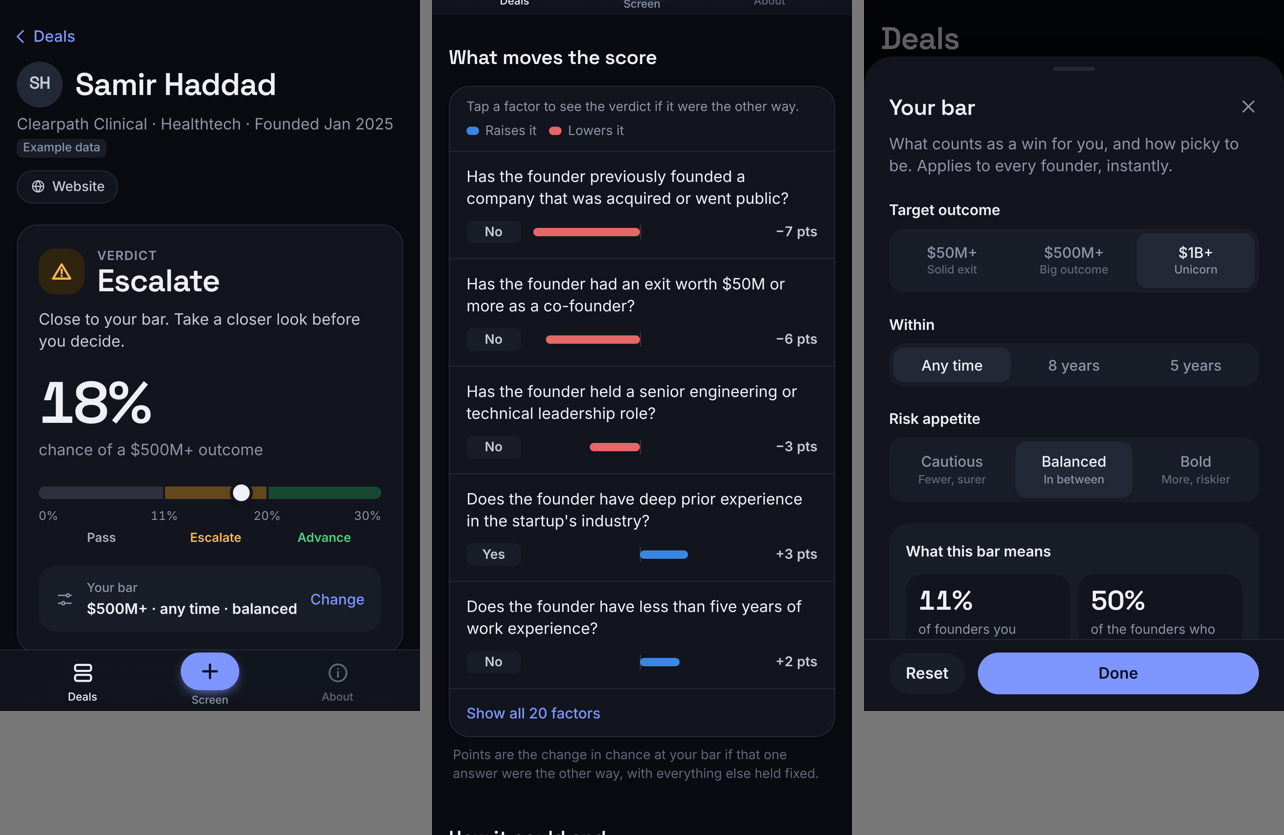 Deals
SH
Samir Haddad
Clearpath Clinical · Healthtech · Founded Jan 2025
Example data
Website
VERDICT
Escalate
Close to your bar. Take a closer look before
you decide.
18%
chance of a $500M+ outcome
0% 11% 20% 30%
Pass Escalate Advance
Your bar
$500M+ · any time · balanced
Change
Deals
Screen
About
Deals
Screen
About
What moves the score
Tap a factor to see the verdict if it were the other way.
Raises it Lowers it
Has the founder previously founded a
company that was acquired or went public?
No −7 pts
Has the founder had an exit worth $50M or
more as a co-founder?
No −6 pts
Has the founder held a senior engineering or
technical leadership role?
No −3 pts
Does the founder have deep prior experience
in the startup's industry?
Yes +3 pts
Does the founder have less than five years of
work experience?
No +2 pts
Show all 20 factors
Points are the change in chance at your bar if that one
answer were the other way, with everything else held fixed.
Deals
Your bar
What counts as a win for you, and how picky to
be. Applies to every founder, instantly.
Target outcome
$50M+ $500M+ $1B+
Solid exit Big outcome Unicorn
Within
Any time 8 years 5 years
Risk appetite
Cautious Balanced Bold
Fewer, surer In between More, riskier
What this bar means
11% 50%
of founders you of the founders who
Reset Done